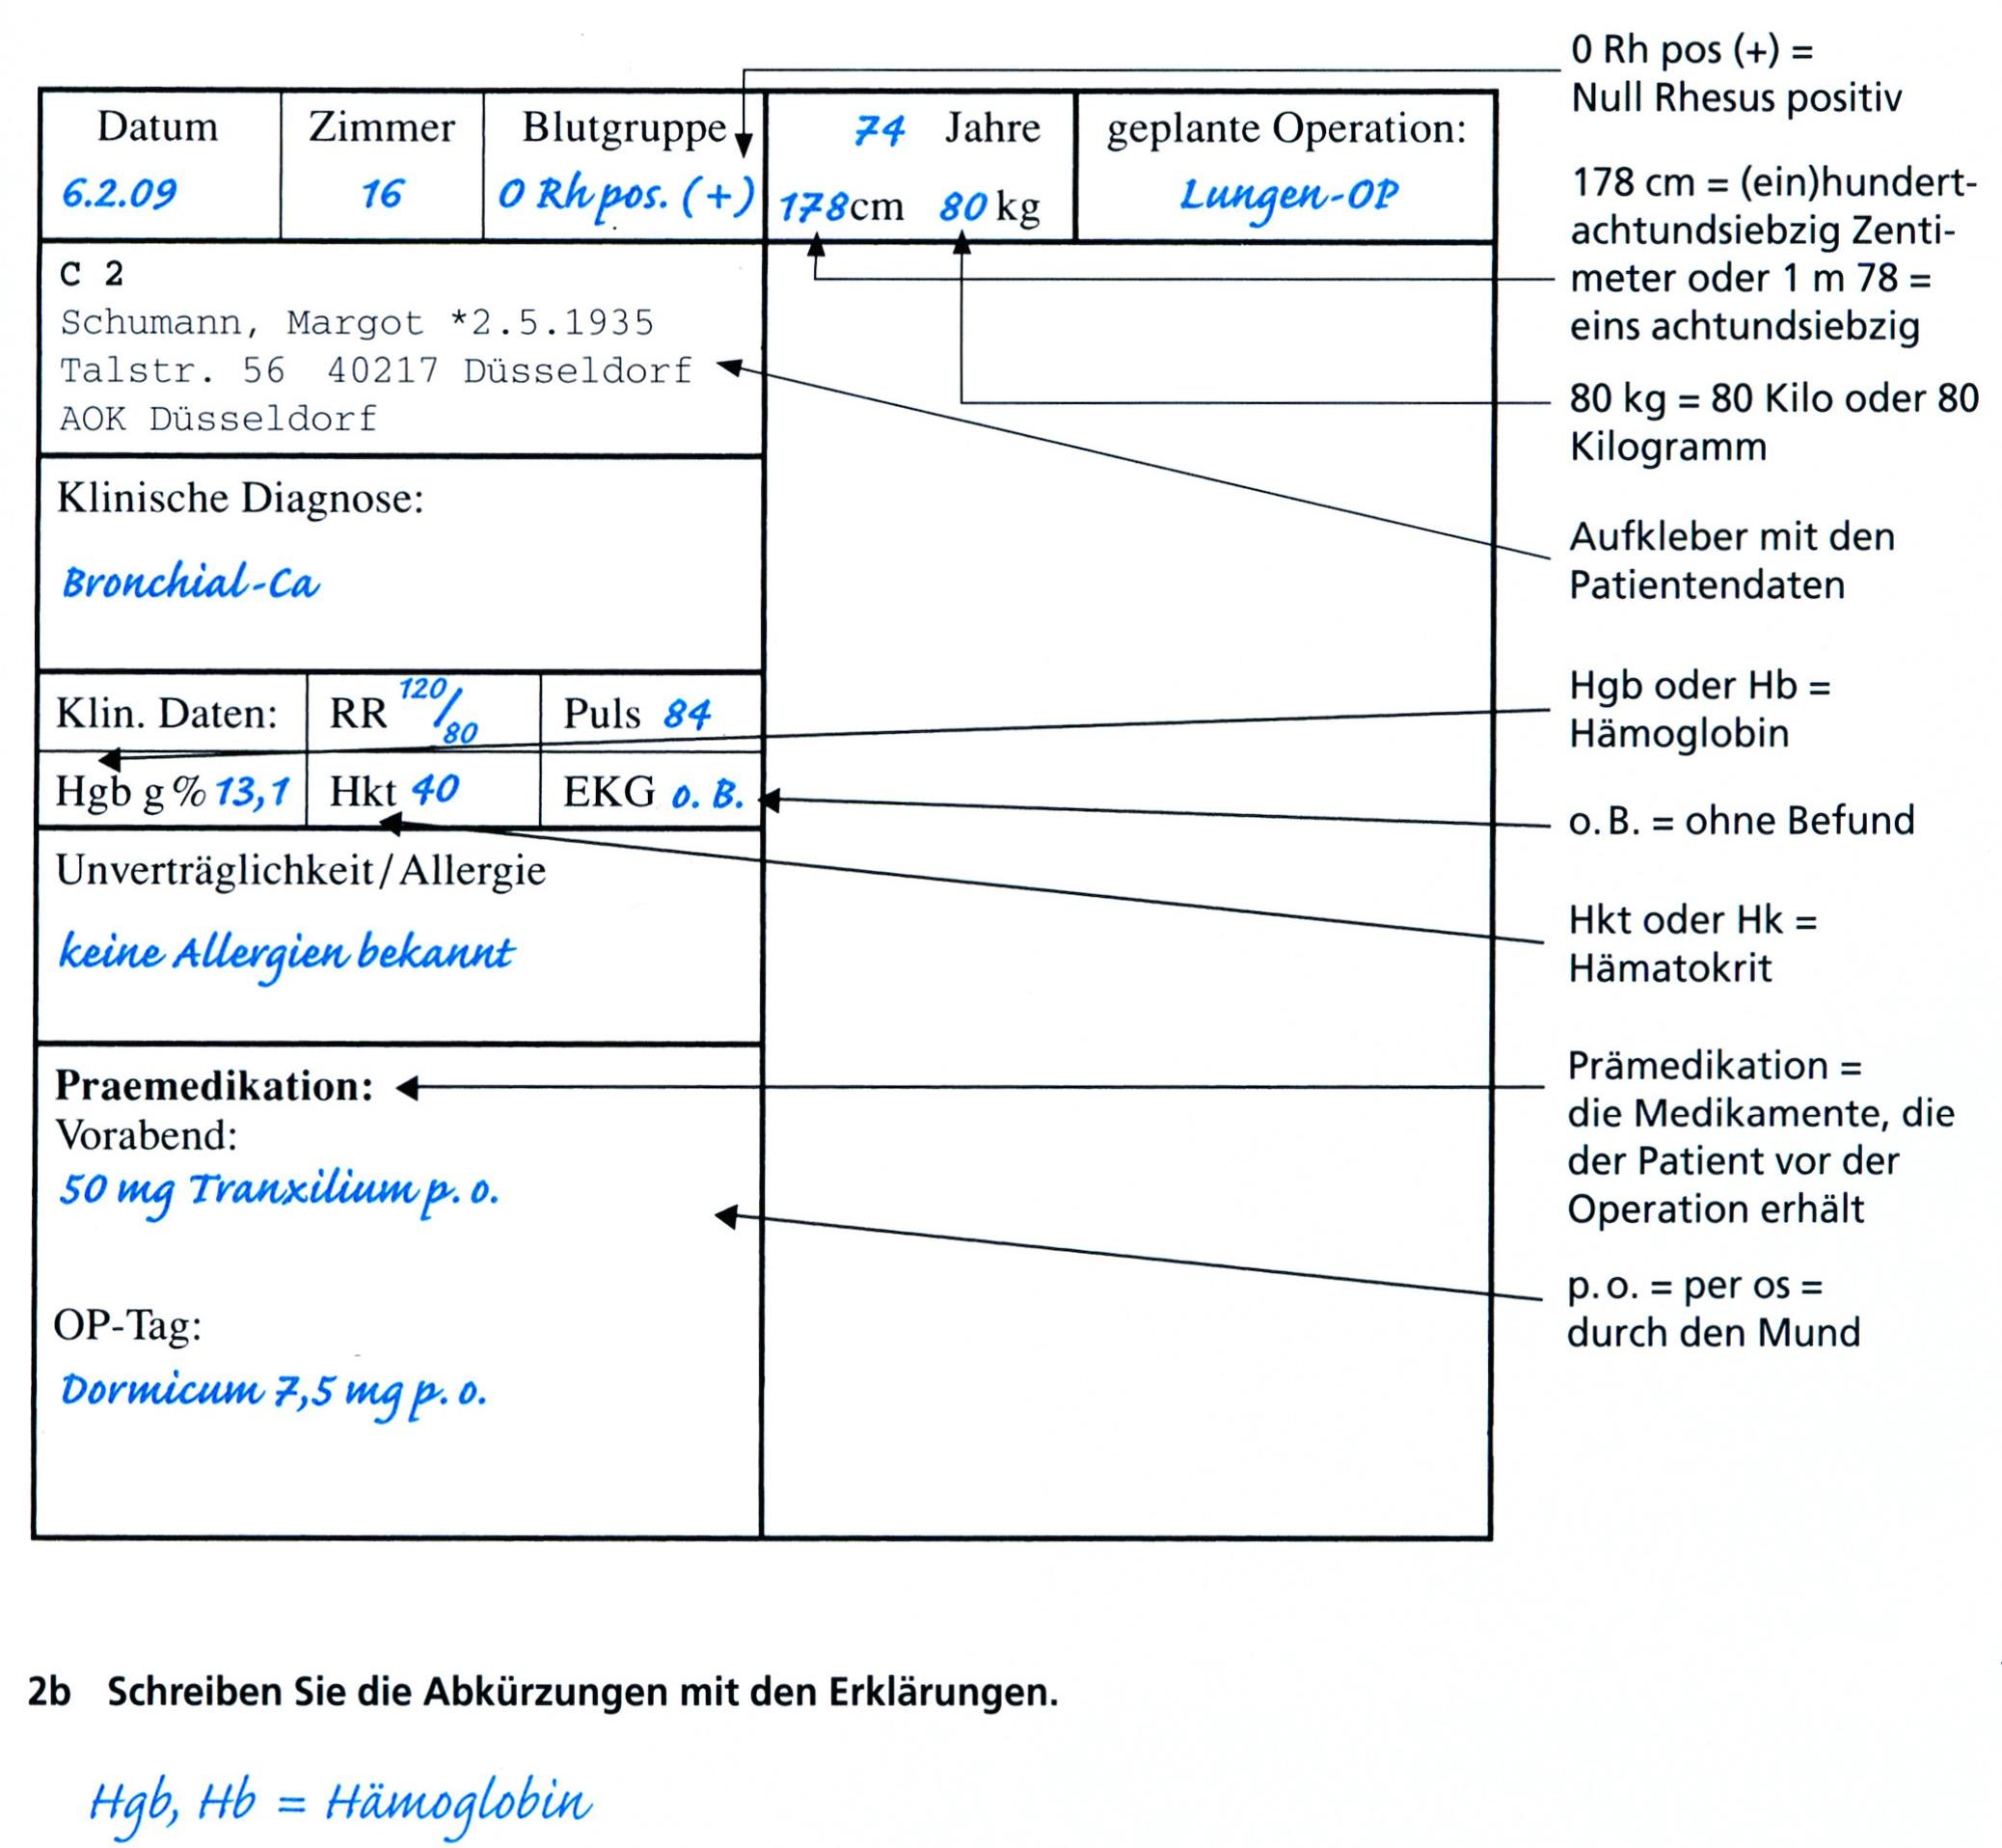 0 Rh pos (+) =
Null Rhesus positiv
Datum
Zimmer
Blutgruppe
74 Jahre
geplante Operation:
6.2.09
16
0 Rh pos. (+)
178cm 80 kg
Lungen-OP
178 cm = (ein)hundert-
achtundsiebzig Zenti-
meter oder 1 m 78 =
eins achtundsiebzig
C 2
Schumann, Margot *2.5.1935
Talstr. 56 40217 Düsseldorf
AOK Düsseldorf
80 kg = 80 Kilo oder 80
Kilogramm
Klinische Diagnose:
Bronchial-Ca
Aufkleber mit den
Patientendaten
Klin. Daten:
RR 120/80
Puls 84
Hgb oder Hb =
Hämoglobin
Hgb g% 13,1
Hkt 40
EKG o. B.
o. B. = ohne Befund
Unverträglichkeit/Allergie
keine Allergien bekannt
Hkt oder Hk =
Hämatokrit
Praemedikation:
Vorabend:
50 mg Tranxilium p. o.
Prämedikation =
die Medikamente, die
der Patient vor der
Operation erhält
OP-Tag:
Dormicum 7,5 mg p. o.
p. o. = per os =
durch den Mund
2b Schreiben Sie die Abkürzungen mit den Erklärungen.
Hgb, Hb = Hämoglobin